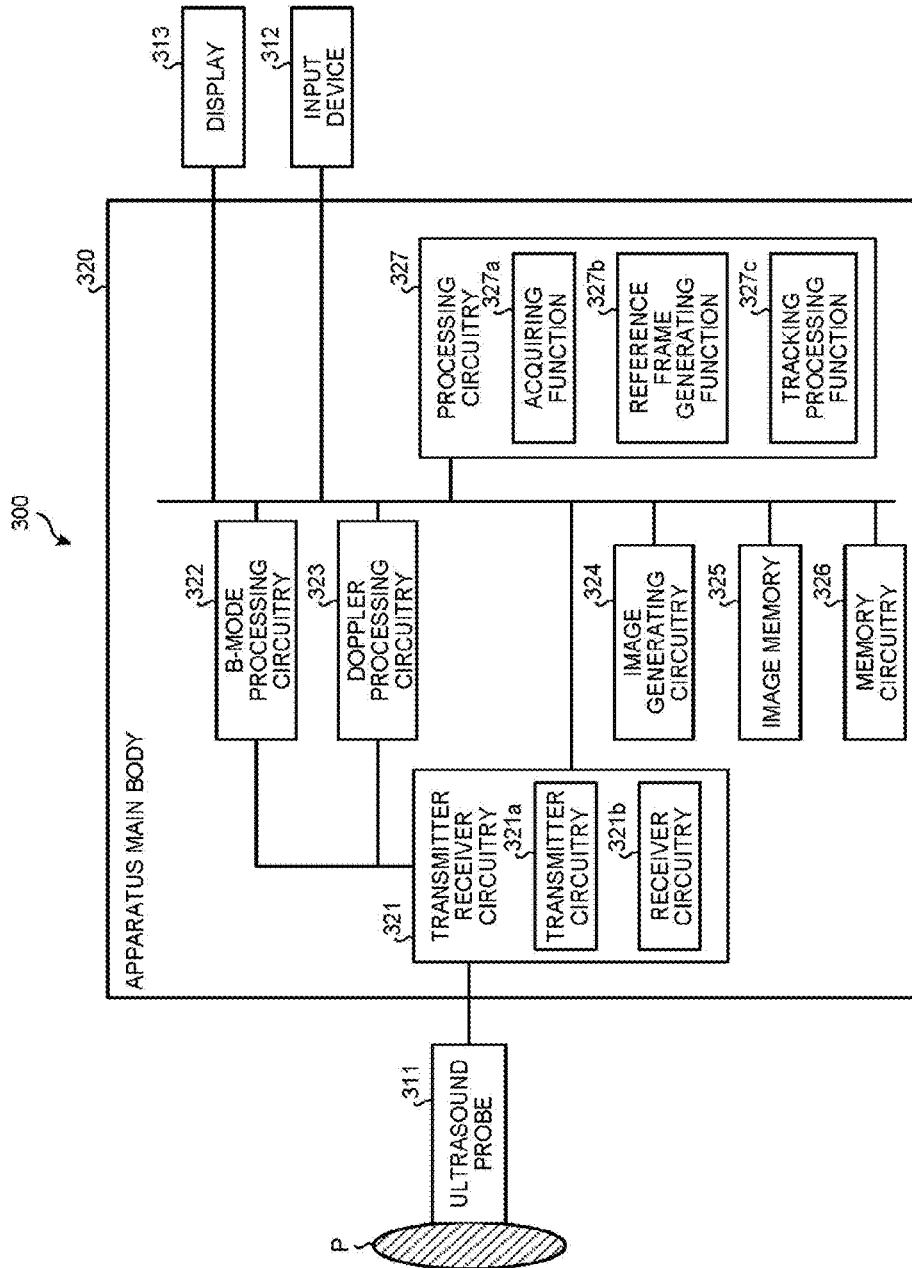 300
P
311
ULTRASOUND
PROBE
320
APPARATUS MAIN BODY
321
TRANSMITTER
RECEIVER
CIRCUITRY
321a
TRANSMITTER
CIRCUITRY
321b
RECEIVER
CIRCUITRY
322
B-MODE
PROCESSING
CIRCUITRY
323
DOPPLER
PROCESSING
CIRCUITRY
324
IMAGE
GENERATING
CIRCUITRY
325
IMAGE MEMORY
326
MEMORY
CIRCUITRY
327
PROCESSING
CIRCUITRY
327a
ACQUIRING
FUNCTION
327b
REFERENCE
FRAME
GENERATING
FUNCTION
327c
TRACKING
PROCESSING
FUNCTION
313
DISPLAY
312
INPUT
DEVICE